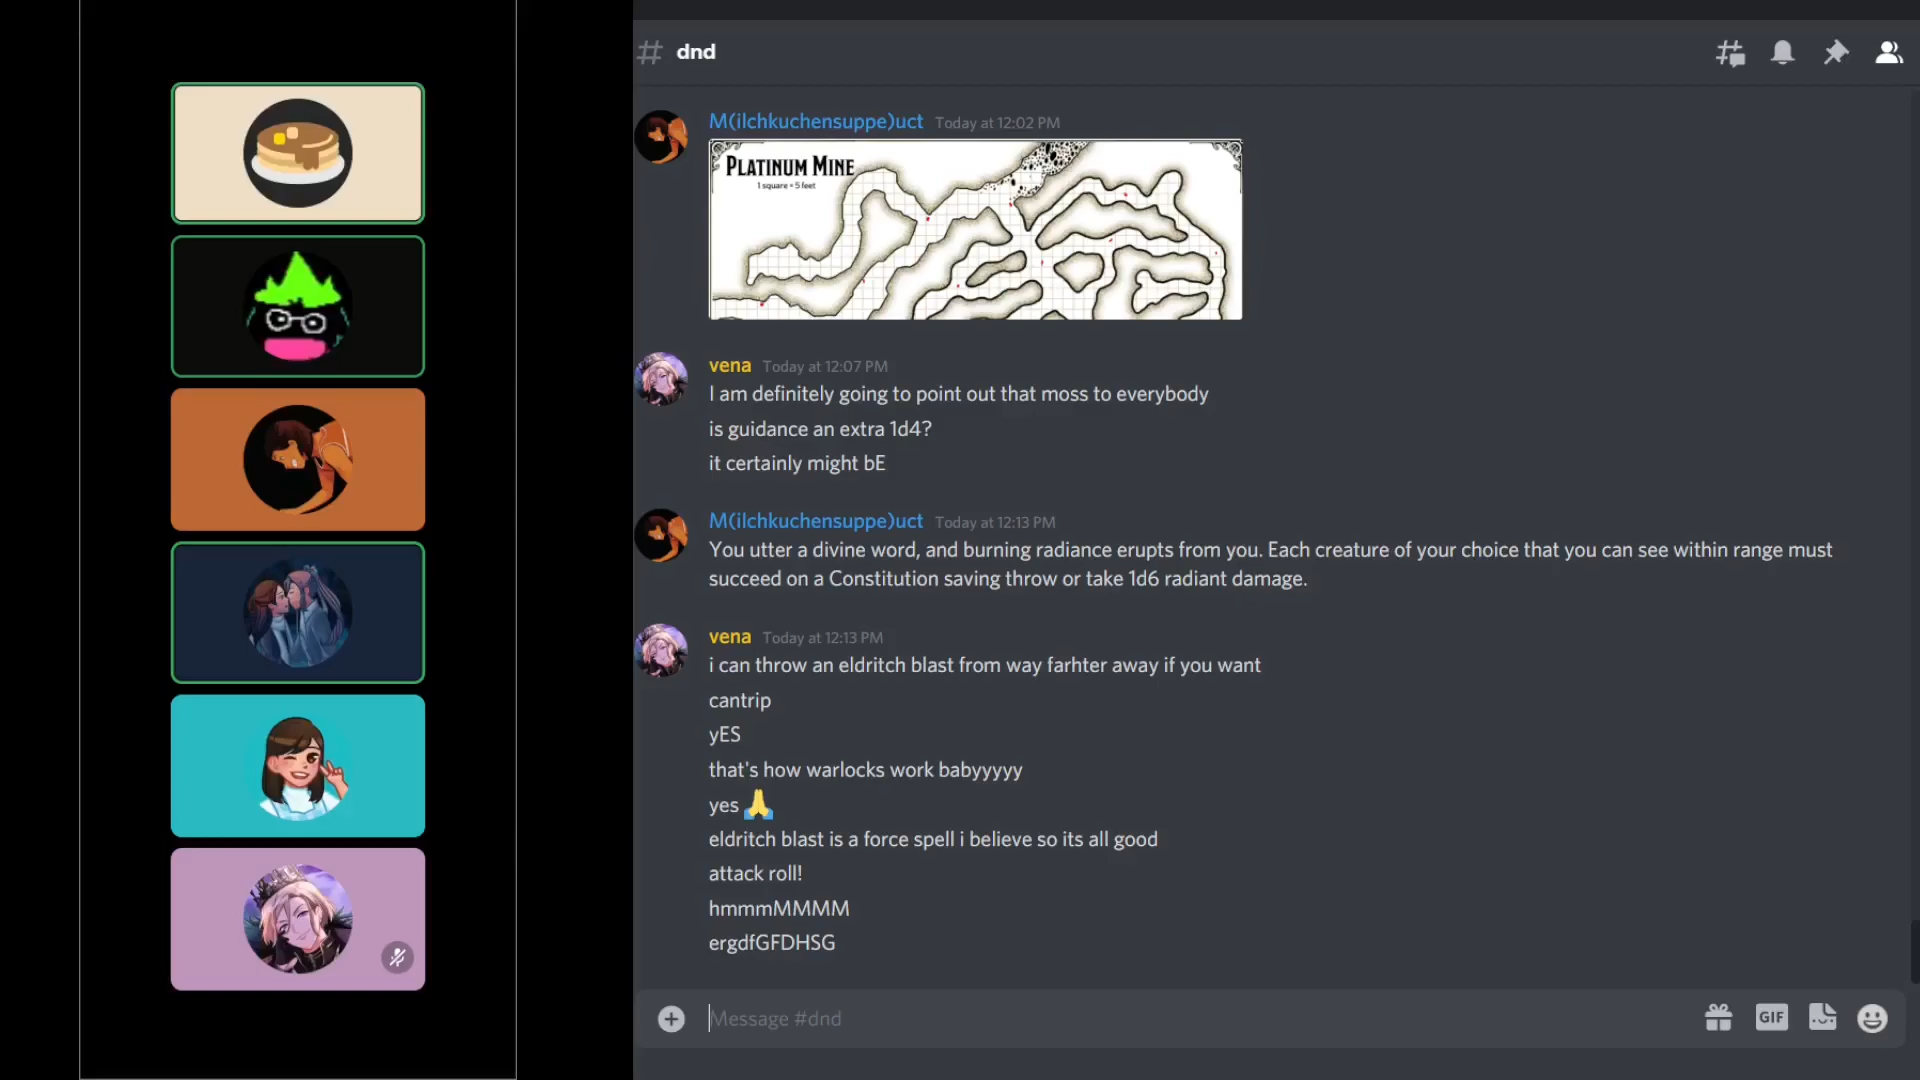 dnd
M(ilchkuchensuppe)uct Today at 12:02 PM
PLATINUM MINE
1 square = 5 feet
vena Today at 12:07 PM
I am definitely going to point out that moss to everybody
is guidance an extra 1d4?
it certainly might bE
M(ilchkuchensuppe)uct Today at 12:13 PM
You utter a divine word, and burning radiance erupts from you. Each creature of your choice that you can see within range must
succeed on a Constitution saving throw or take 1d6 radiant damage.
vena Today at 12:13 PM
i can throw an eldritch blast from way farhter away if you want
cantrip
yES
that's how warlocks work babyyyyy
yes 🙏
eldritch blast is a force spell i believe so its all good
attack roll!
hmmmMMMM
ergdfGFDHSG
Message #dnd
GIF